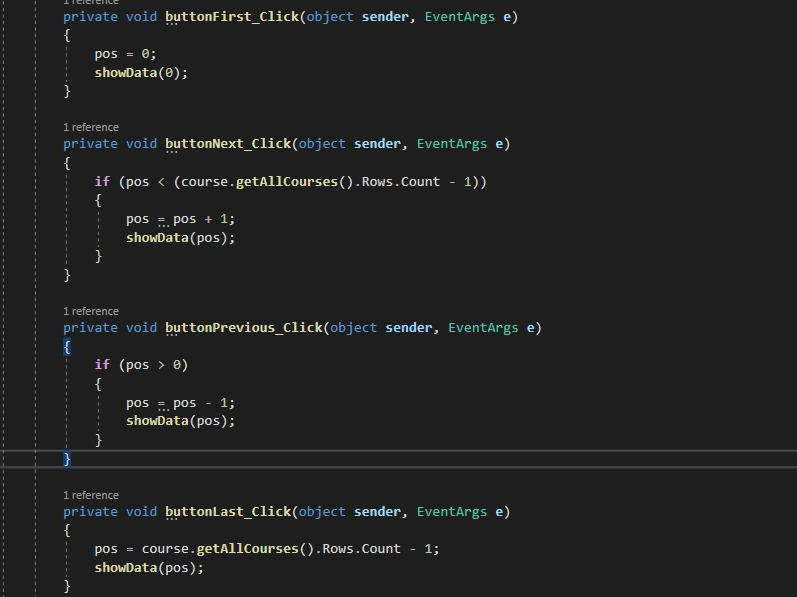 1 reference
private void buttonFirst_Click(object sender, EventArgs e)
{
pos = 0;
showData(0);
}
1 reference
private void buttonNext_Click(object sender, EventArgs e)
{
if (pos < (course.getAllCourses().Rows.Count - 1))
{
pos = pos + 1;
showData(pos);
}
}
1 reference
private void buttonPrevious_Click(object sender, EventArgs e)
{
if (pos > 0)
{
pos = pos - 1;
showData(pos);
}
}
1 reference
private void buttonLast_Click(object sender, EventArgs e)
{
pos = course.getAllCourses().Rows.Count - 1;
showData(pos);
}